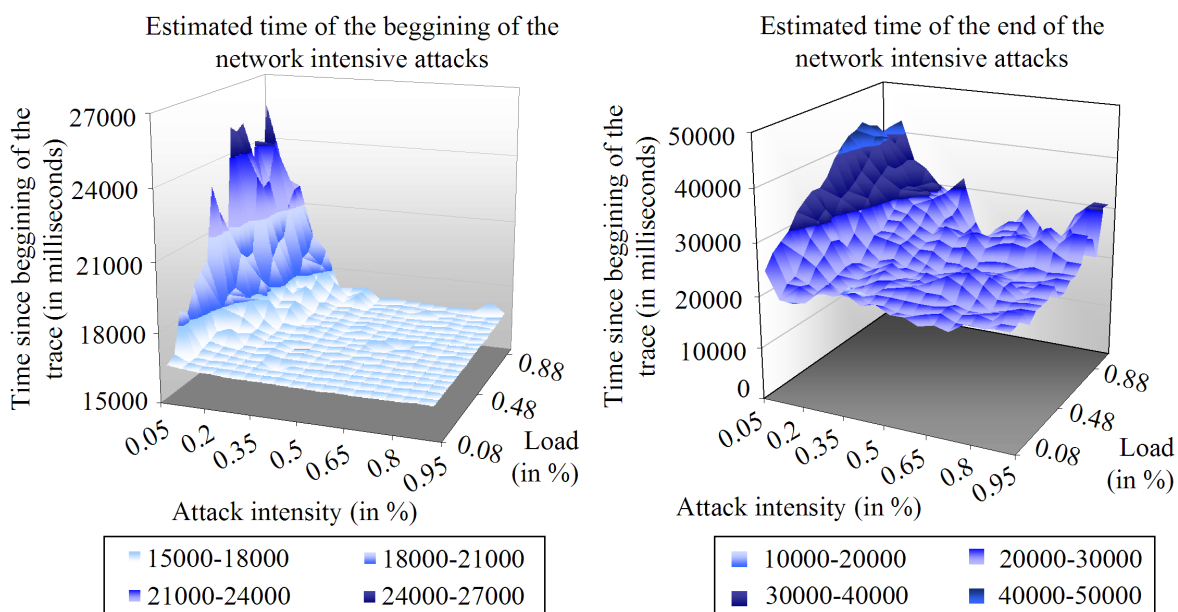 Estimated time of the beggining of the
network intensive attacks
Time since beggining of the
trace (in milliseconds)
27000
24000
21000
18000
15000
0.05
0.2
0.35
0.5
0.65
0.8
0.95
0.08
0.48
0.88
Load
(in %)
Attack intensity (in %)
15000-18000
18000-21000
21000-24000
24000-27000
Estimated time of the end of the
network intensive attacks
Time since beggining of the
trace (in milliseconds)
50000
40000
30000
20000
10000
0
0.05
0.2
0.35
0.5
0.65
0.8
0.95
0.08
0.48
0.88
Load
(in %)
Attack intensity (in %)
10000-20000
20000-30000
30000-40000
40000-50000